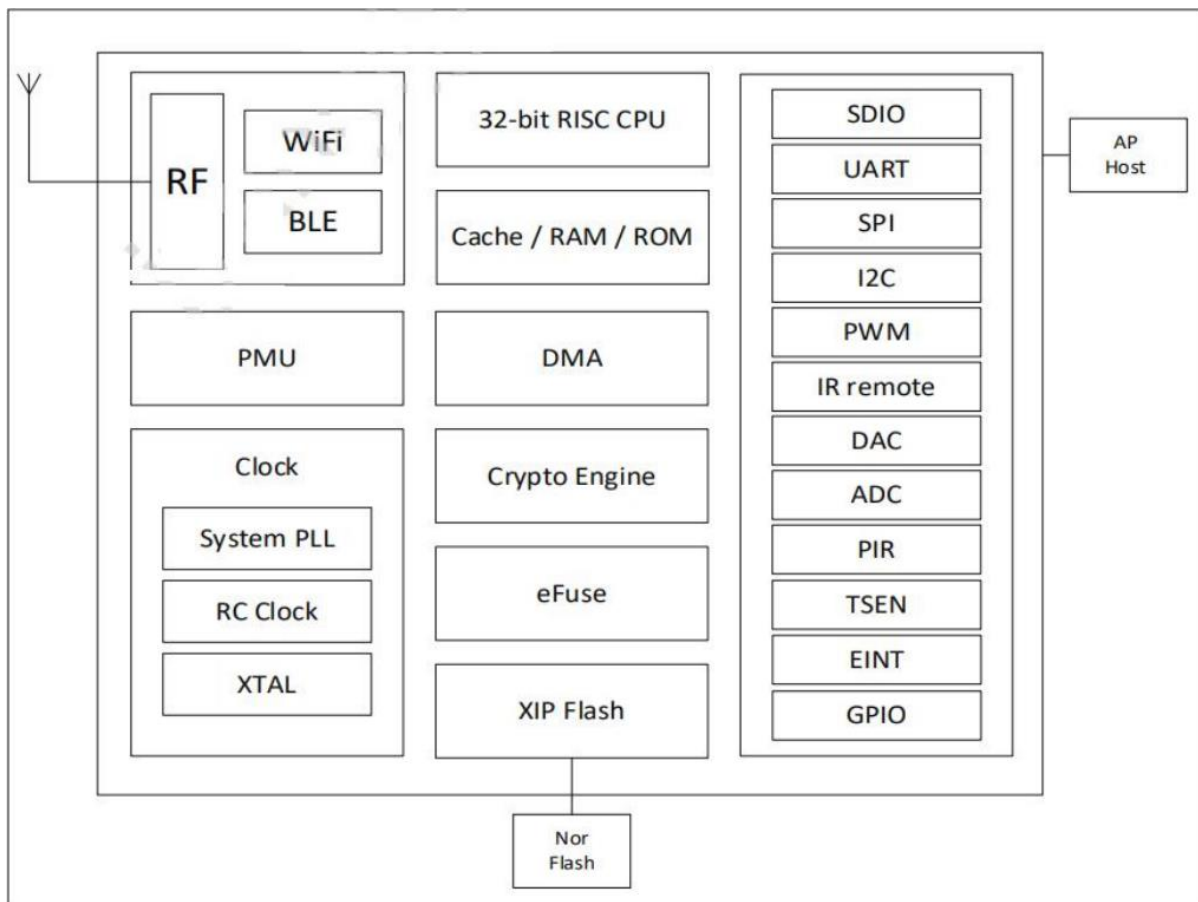 RF
WiFi
BLE
PMU
Clock
System PLL
RC Clock
XTAL
32-bit RISC CPU
Cache / RAM / ROM
DMA
Crypto Engine
eFuse
XIP Flash
SDIO
UART
SPI
I2C
PWM
IR remote
DAC
ADC
PIR
TSEN
EINT
GPIO
AP
Host
Nor
Flash